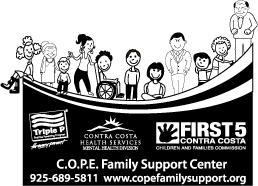 Triple P
CONTRA COSTA
HEALTH SERVICES
MENTAL HEALTH DIVISION
FIRST 5
CONTRA COSTA
CHILDREN AND FAMILIES COMMISSION
C.O.P.E. Family Support Center
925-689-5811 www.copefamilysupport.org